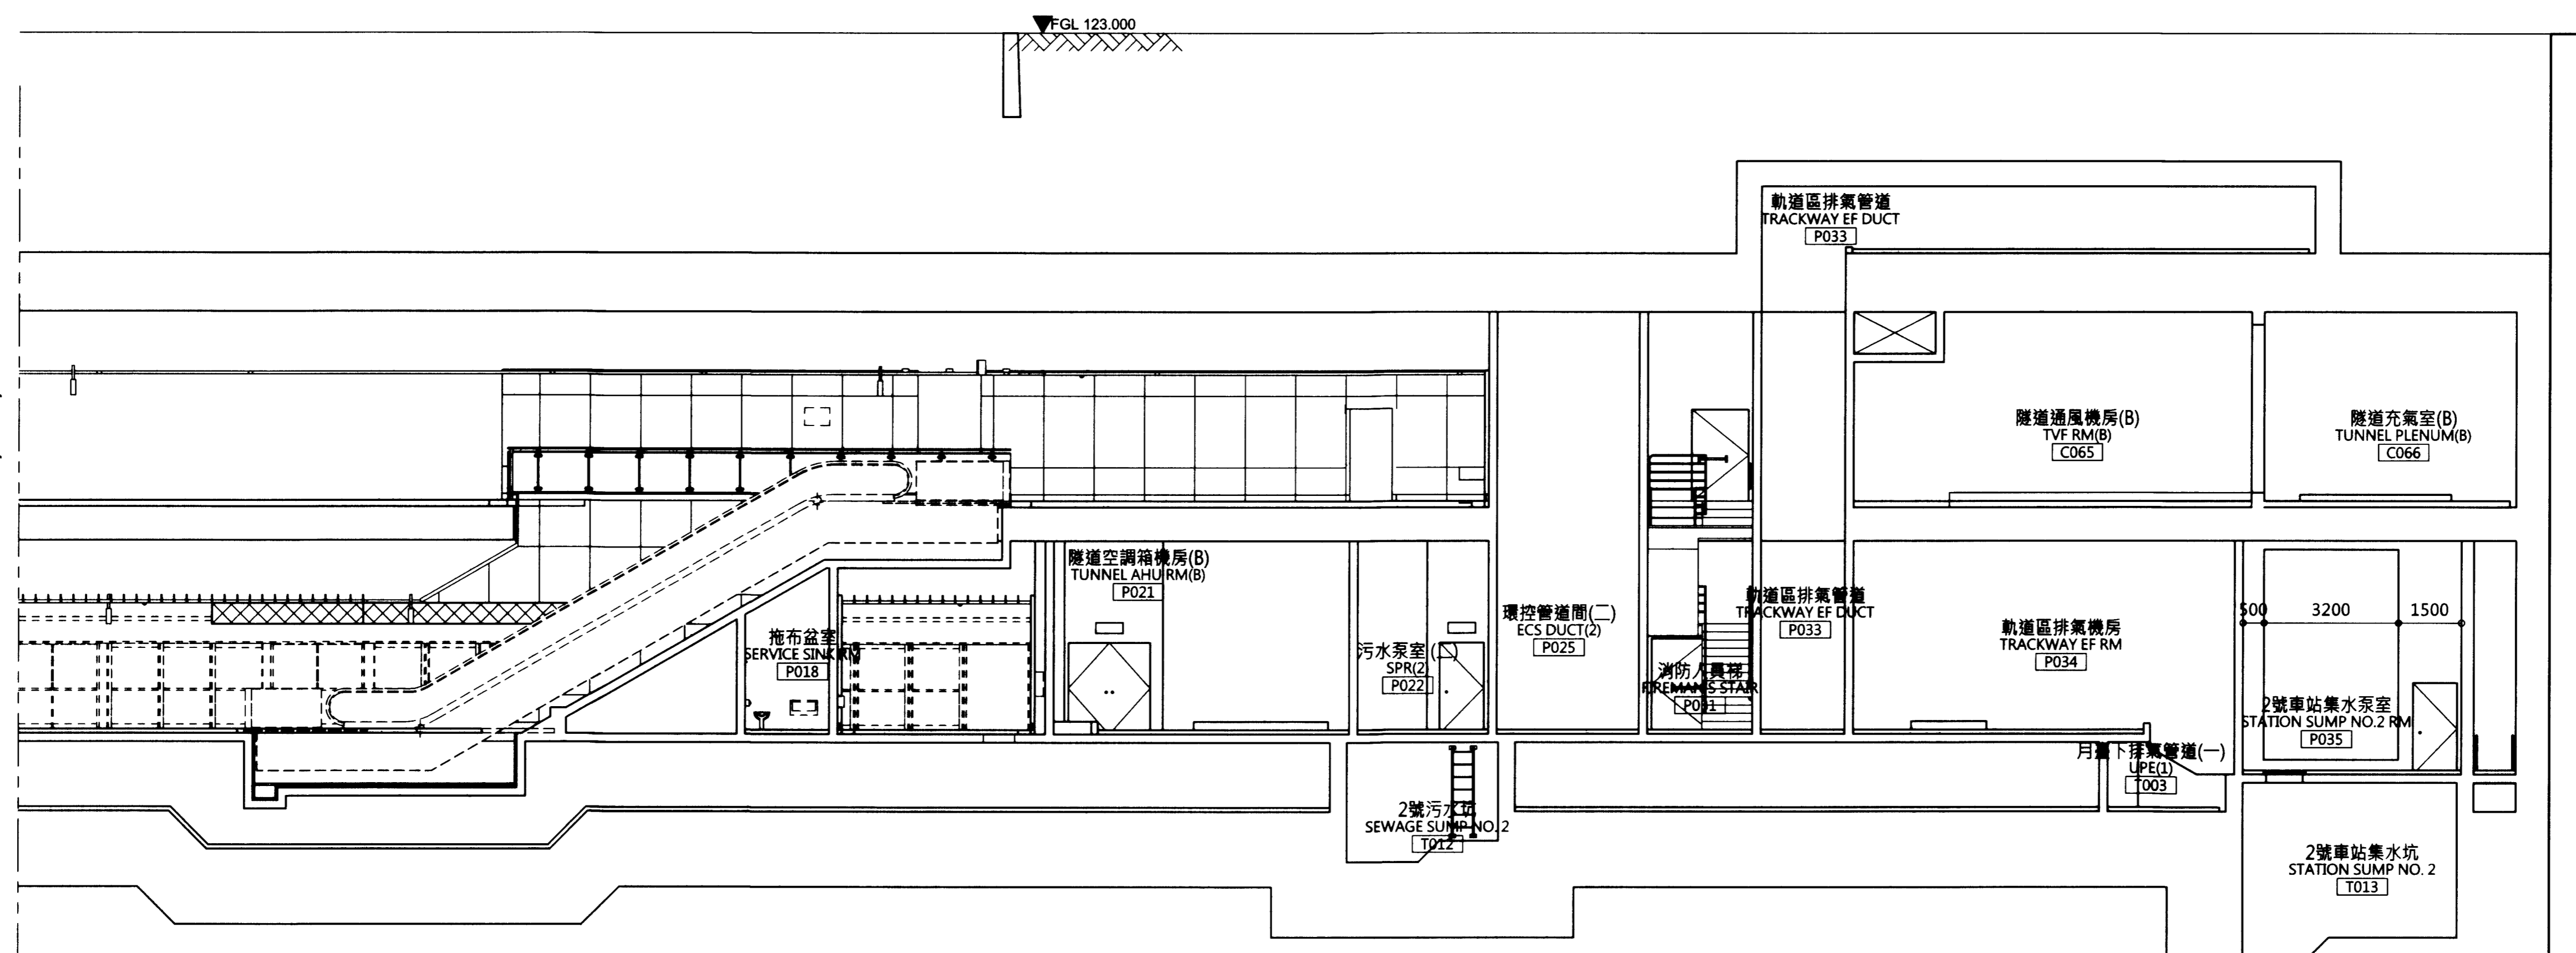 FGL 123.000
軌道區排氣管道
TRACKWAY EF DUCT
P033
隧道通風機房(B)
TVF RM(B)
C065
隧道充氣室(B)
TUNNEL PLENUM(B)
C066
隧道空調箱機房(B)
TUNNEL AHU RM(B)
P021
拖布盆室
SERVICE SINK RM
P018
污水泵室(二)
SPR(2)
P022
環控管道間(二)
ECS DUCT(2)
P025
消防人員梯
FIREMAN'S STAIR
P031
軌道區排氣管道
TRACKWAY EF DUCT
P033
軌道區排氣機房
TRACKWAY EF RM
P034
500 3200 1500
2號車站集水泵室
STATION SUMP NO.2 RM
P035
月臺下排氣管道(一)
UPE(1)
T003
2號污水坑
SEWAGE SUMP NO.2
T012
2號車站集水坑
STATION SUMP NO. 2
T013